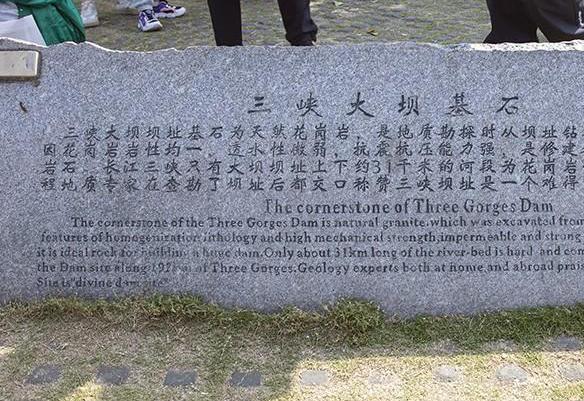 三峡大坝基石
三峡大坝坝址基石为天然花岗岩，是地质勘探时从坝址钻
因花岗岩岩性均一，透水性微弱，抗震抗压能力强，是修建
岩石。长江三峡只有大坝坝址上下约31千米的河段为花岗岩
程地质专家在查勘了坝址后都交口称赞三峡坝址是一个难得
The cornerstone of Three Gorges Dam
The cornerstone of the Three Gorges Dam is natural granite,which was excavated from
features of homogenization lithology and high mechanical strength,impermeable and strong
it is ideal rock for building a huge dam.Only about 31km long of the river-bed is hard and com
the Dam site along 192km of Three Gorges.Geology experts both at home and abroad prai
Site is"divine dam site"